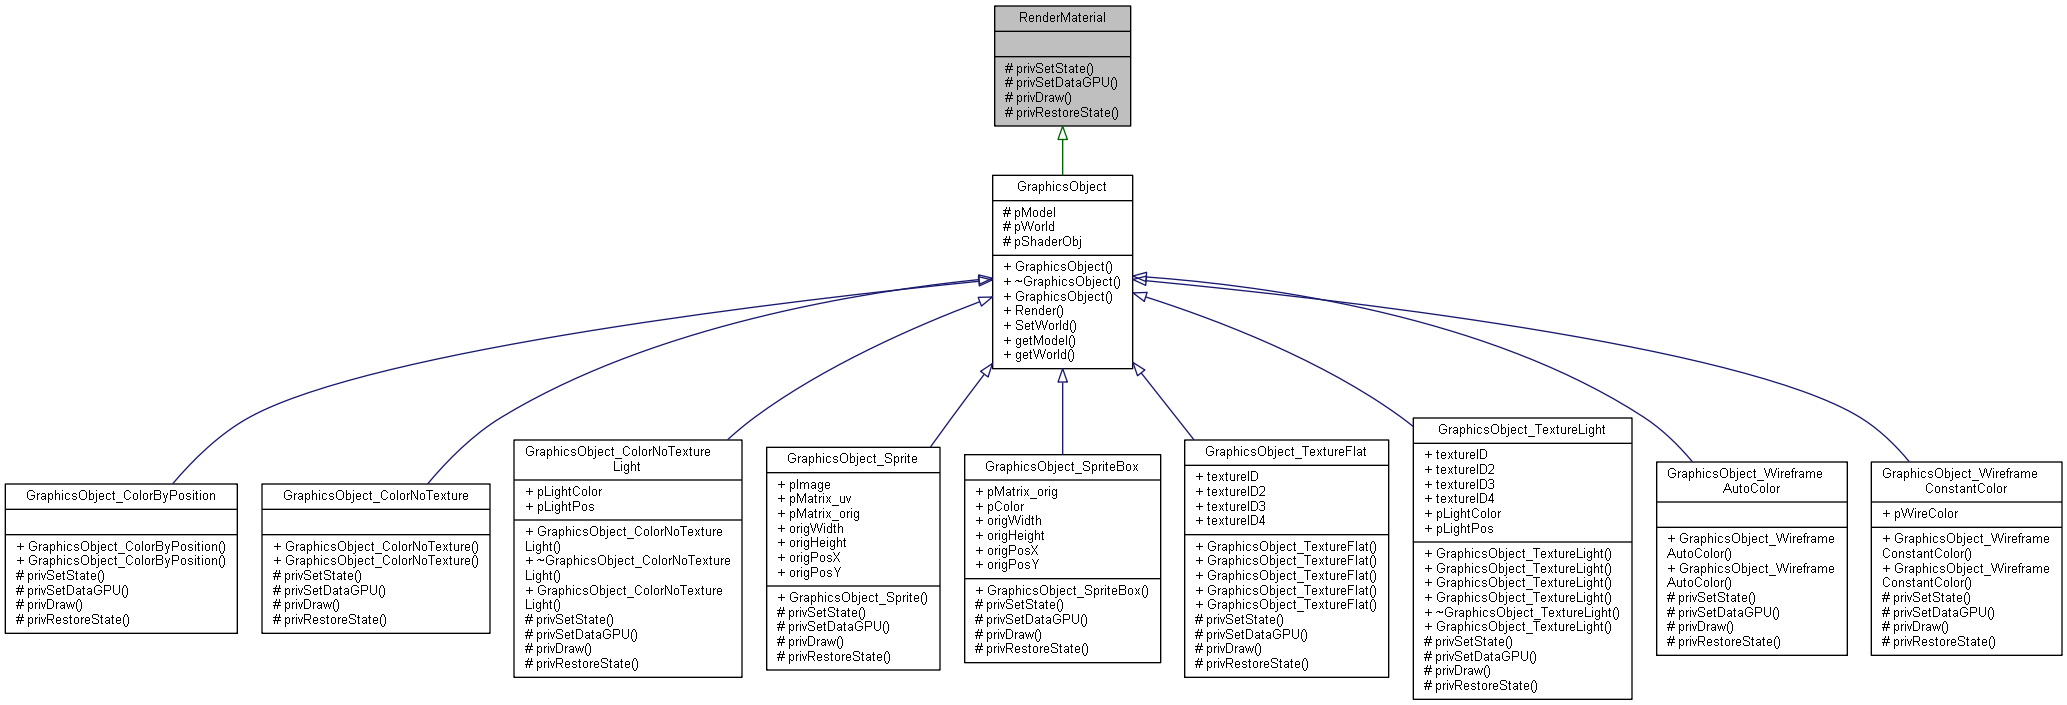 RenderMaterial
# privSetState()
# privSetDataGPU()
# privDraw()
# privRestoreState()
GraphicsObject
# pModel
# pWorld
# pShaderObj
+ GraphicsObject()
+ ~GraphicsObject()
+ GraphicsObject()
+ Render()
+ SetWorld()
+ getModel()
+ getWorld()
GraphicsObject_ColorByPosition
+ GraphicsObject_ColorByPosition()
+ GraphicsObject_ColorByPosition()
# privSetState()
# privSetDataGPU()
# privDraw()
# privRestoreState()
GraphicsObject_ColorNoTexture
+ GraphicsObject_ColorNoTexture()
+ GraphicsObject_ColorNoTexture()
# privSetState()
# privSetDataGPU()
# privDraw()
# privRestoreState()
GraphicsObject_ColorNoTexture
Light
+ pLightColor
+ pLightPos
+ GraphicsObject_ColorNoTexture
Light()
+ ~GraphicsObject_ColorNoTexture
Light()
+ GraphicsObject_ColorNoTexture
Light()
# privSetState()
# privSetDataGPU()
# privDraw()
# privRestoreState()
GraphicsObject_Sprite
+ pImage
+ pMatrix_uv
+ pMatrix_orig
+ origWidth
+ origHeight
+ origPosX
+ origPosY
+ GraphicsObject_Sprite()
# privSetState()
# privSetDataGPU()
# privDraw()
# privRestoreState()
GraphicsObject_SpriteBox
+ pMatrix_orig
+ pColor
+ origWidth
+ origHeight
+ origPosX
+ origPosY
+ GraphicsObject_SpriteBox()
# privSetState()
# privSetDataGPU()
# privDraw()
# privRestoreState()
GraphicsObject_TextureFlat
+ textureID
+ textureID2
+ textureID3
+ textureID4
+ GraphicsObject_TextureFlat()
+ GraphicsObject_TextureFlat()
+ GraphicsObject_TextureFlat()
+ GraphicsObject_TextureFlat()
+ GraphicsObject_TextureFlat()
# privSetState()
# privSetDataGPU()
# privDraw()
# privRestoreState()
GraphicsObject_TextureLight
+ textureID
+ textureID2
+ textureID3
+ textureID4
+ pLightColor
+ pLightPos
+ GraphicsObject_TextureLight()
+ GraphicsObject_TextureLight()
+ GraphicsObject_TextureLight()
+ GraphicsObject_TextureLight()
+ ~GraphicsObject_TextureLight()
+ GraphicsObject_TextureLight()
# privSetState()
# privSetDataGPU()
# privDraw()
# privRestoreState()
GraphicsObject_Wireframe
AutoColor
+ GraphicsObject_Wireframe
AutoColor()
+ GraphicsObject_Wireframe
AutoColor()
# privSetState()
# privSetDataGPU()
# privDraw()
# privRestoreState()
GraphicsObject_Wireframe
ConstantColor
+ pWireColor
+ GraphicsObject_Wireframe
ConstantColor()
+ GraphicsObject_Wireframe
ConstantColor()
# privSetState()
# privSetDataGPU()
# privDraw()
# privRestoreState()